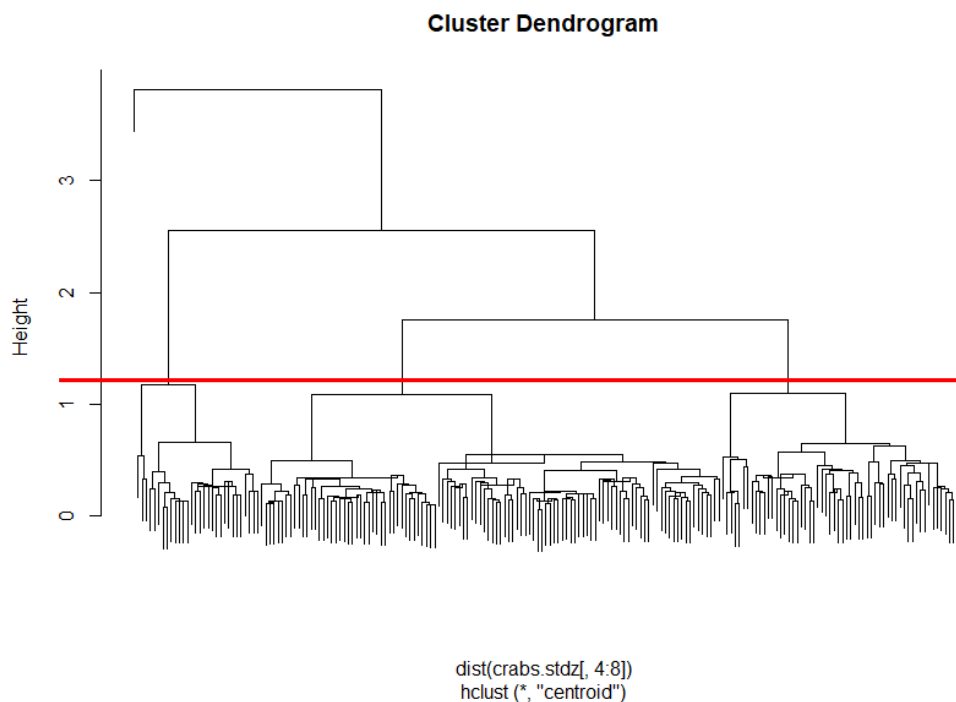 Cluster Dendrogram
Height
3
2
1
0
dist(crabs.stdz[, 4:8])
hclust (*, "centroid")